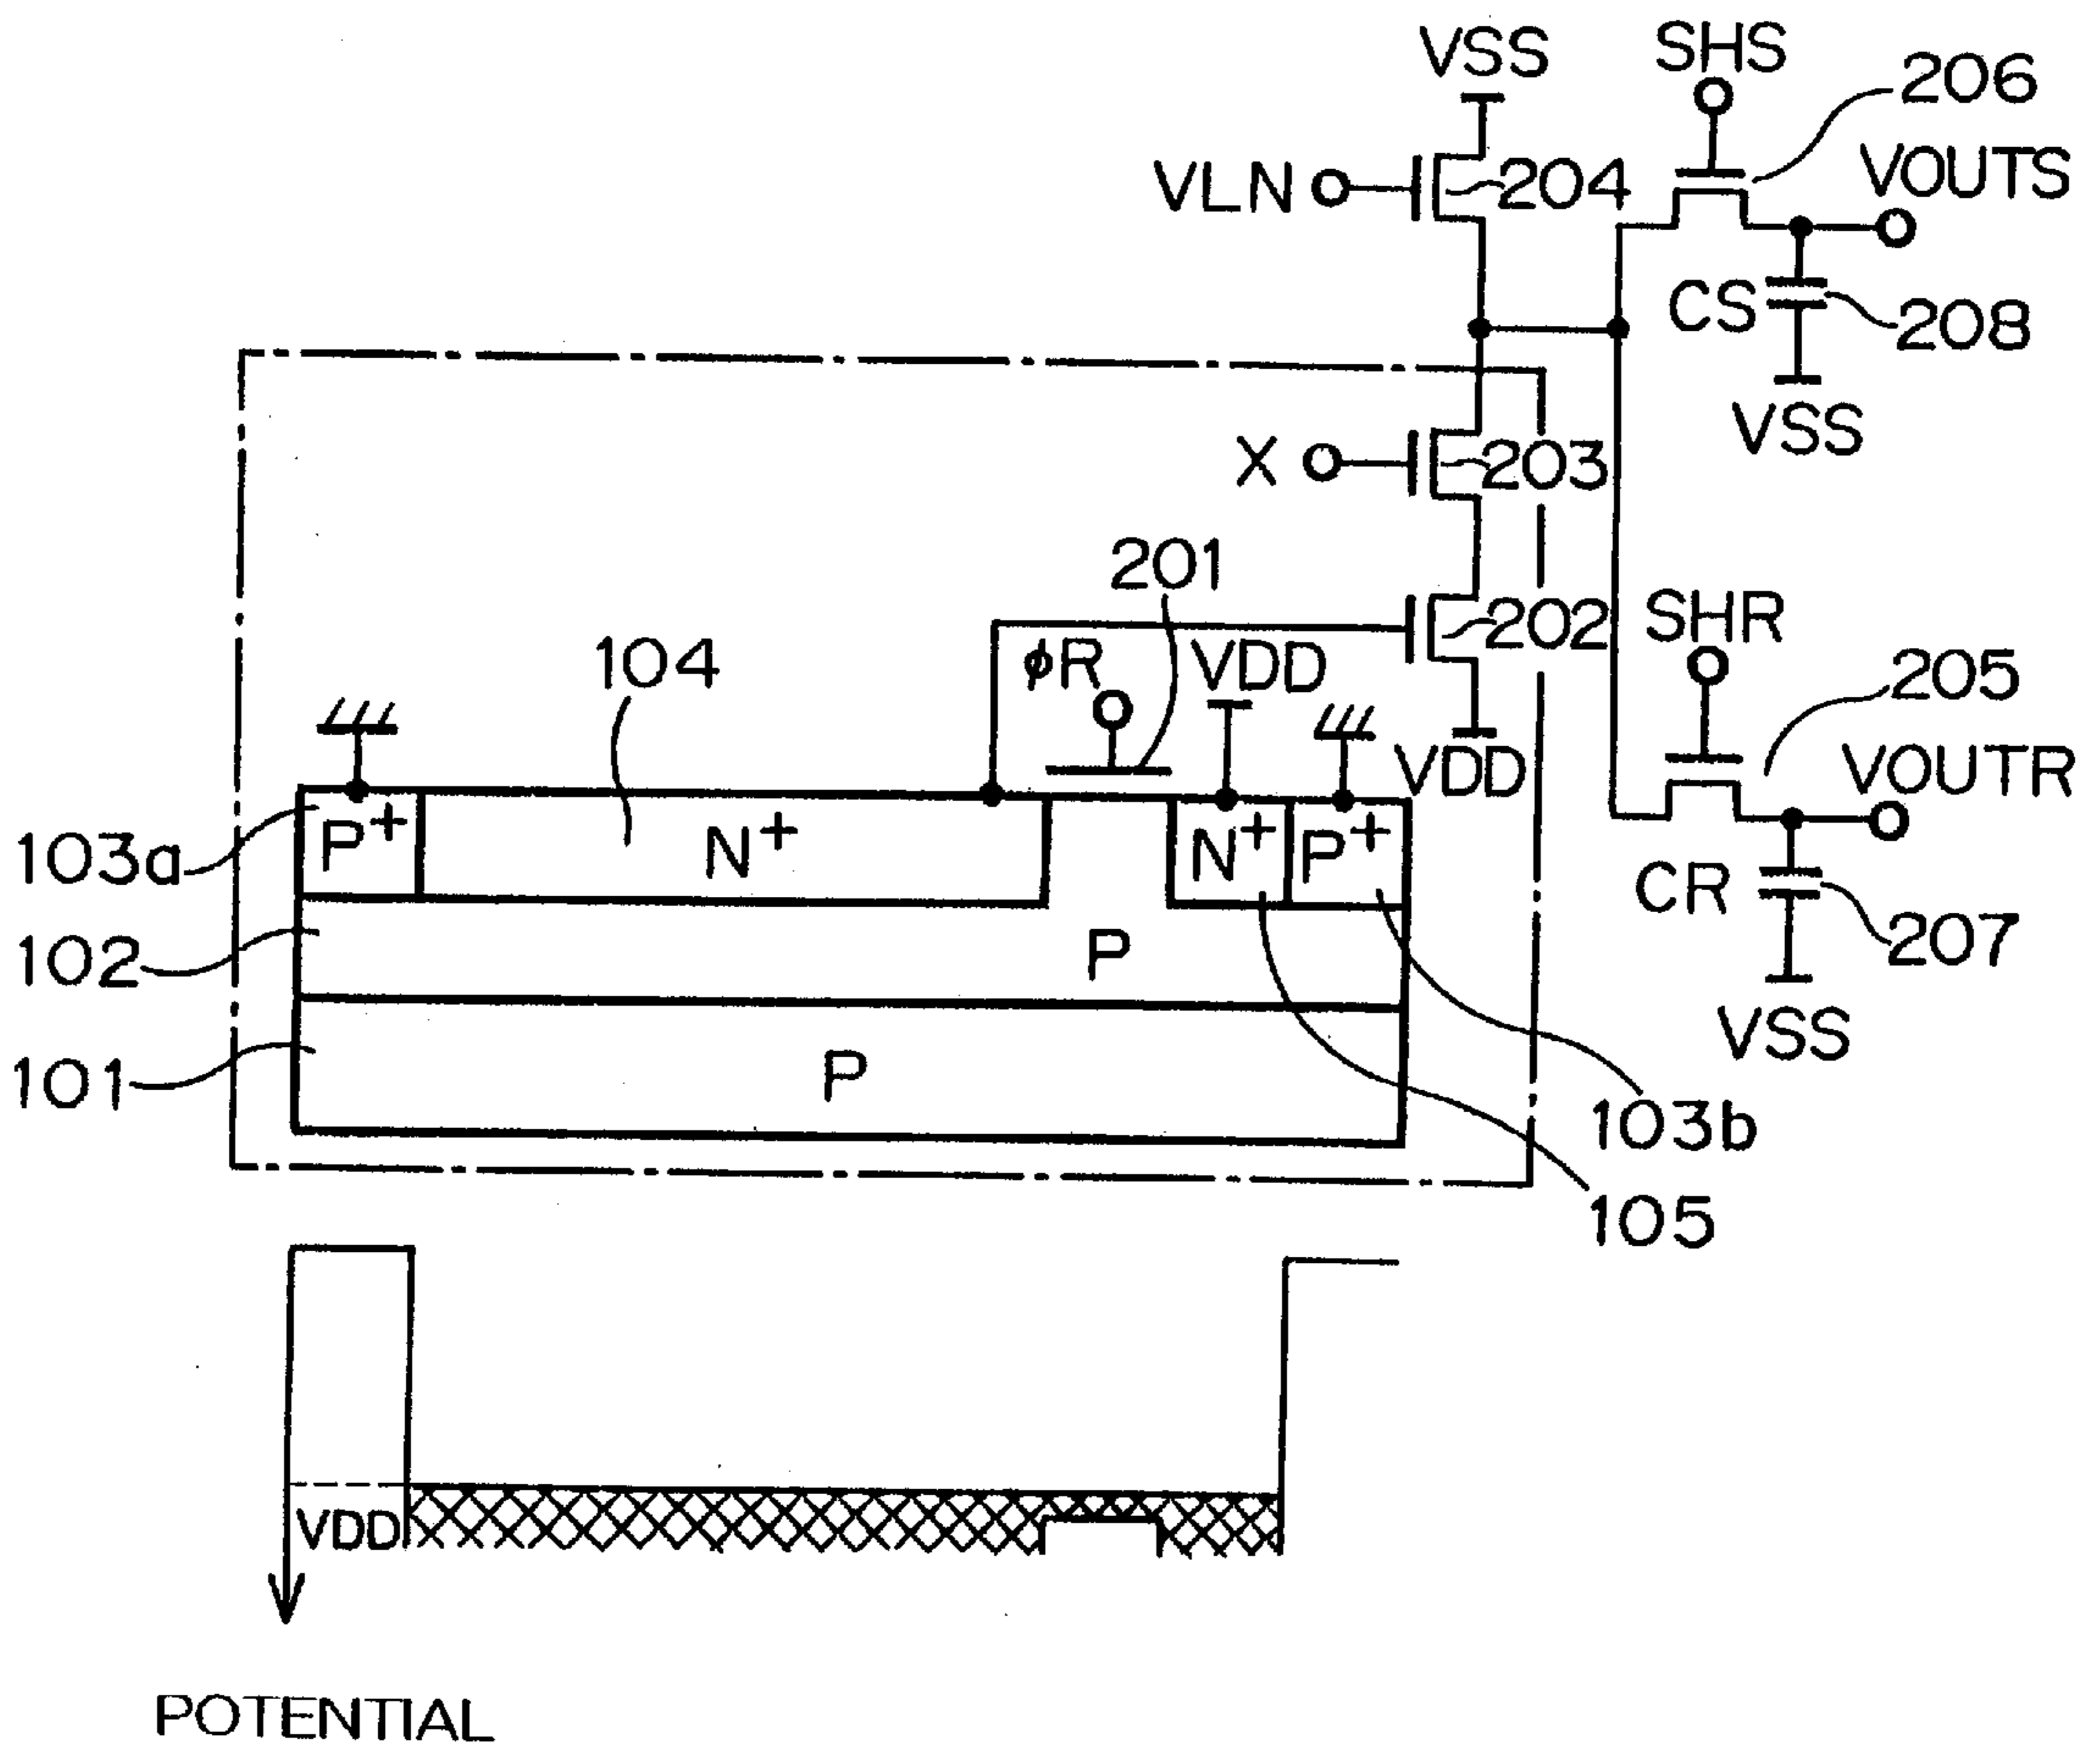 VSS
SHS
206
VLN
204
VOUTS
CS
208
VSS
X
203
201
202
SHR
104
φR
VDD
205
VDD
VOUTR
103a
P+
N+
N+
P+
CR
207
102
P
VSS
101
P
103b
105
VDD
POTENTIAL